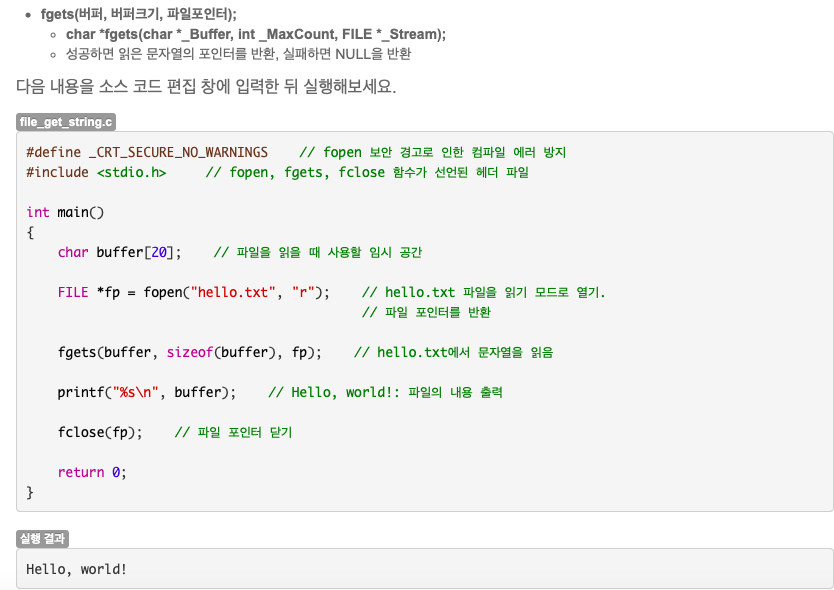 fgets(버퍼, 버퍼크기, 파일포인터);
char *fgets(char *_Buffer, int _MaxCount, FILE *_Stream);
성공하면 읽은 문자열의 포인터를 반환, 실패하면 NULL을 반환
다음 내용을 소스 코드 편집 창에 입력한 뒤 실행해보세요.
file_get_string.c
#define _CRT_SECURE_NO_WARNINGS    // fopen 보안 경고로 인한 컴파일 에러 방지
#include <stdio.h>     // fopen, fgets, fclose 함수가 선언된 헤더 파일
int main()
{
    char buffer[20];    // 파일을 읽을 때 사용할 임시 공간
    FILE *fp = fopen("hello.txt", "r");    // hello.txt 파일을 읽기 모드로 열기.
                                           // 파일 포인터를 반환
    fgets(buffer, sizeof(buffer), fp);    // hello.txt에서 문자열을 읽음
    printf("%s\n", buffer);    // Hello, world!: 파일의 내용 출력
    fclose(fp);    // 파일 포인터 닫기
    return 0;
}
실행 결과
Hello, world!